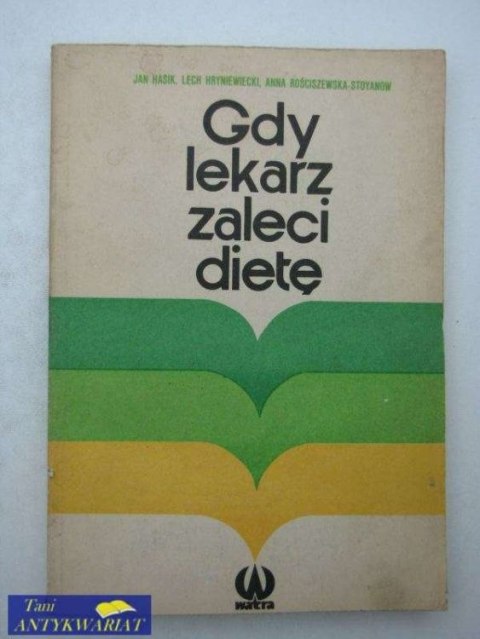 JAN HASIK, LECH HRYNIEWIECKI, ANNA ROŚCISZEWSKA-STOYANOW
Gdy
lekarz
zaleci
dietę
watra
Tani
ANTYKWARIAT